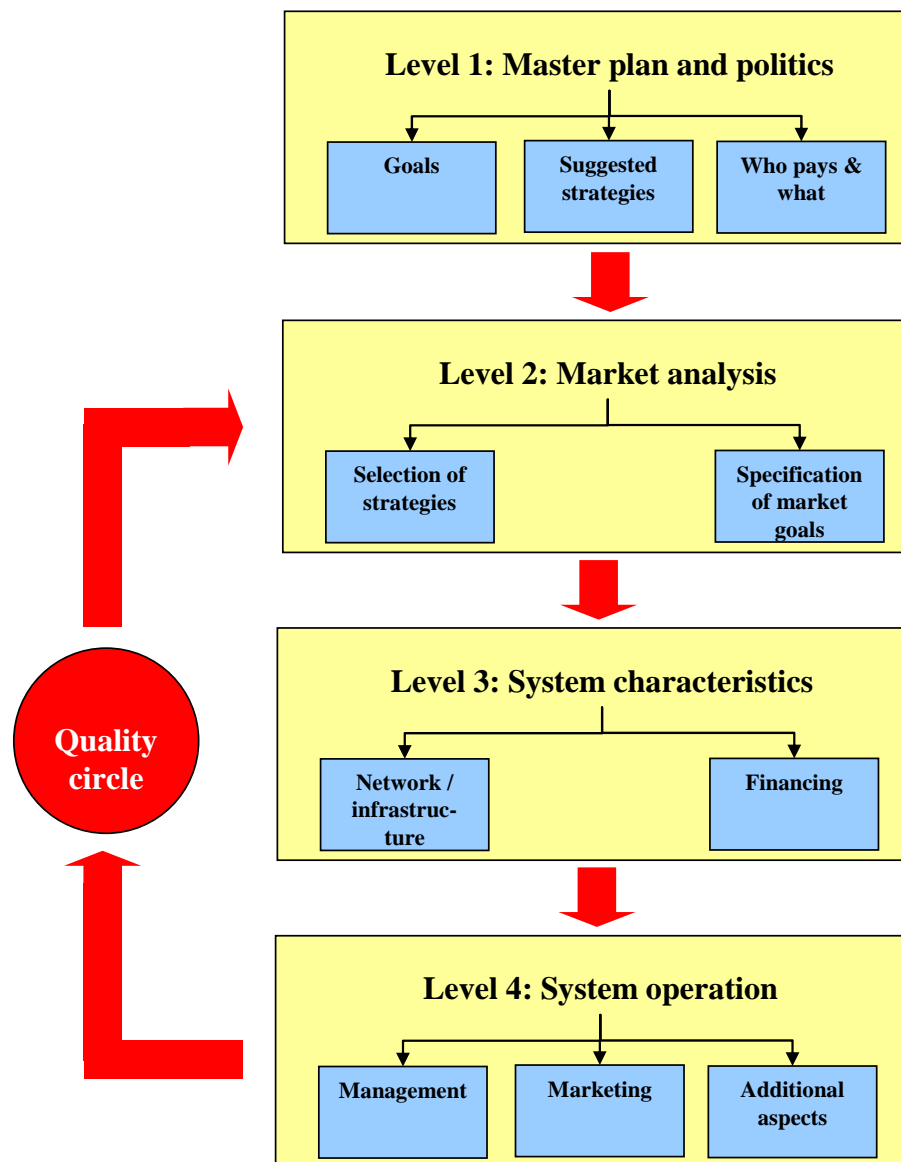 Level 1: Master plan and politics
Goals
Suggested
strategies
Who pays &
what
Level 2: Market analysis
Selection of
strategies
Specification
of market
goals
Level 3: System characteristics
Network /
infrastruc-
ture
Financing
Quality
circle
Level 4: System operation
Management
Marketing
Additional
aspects